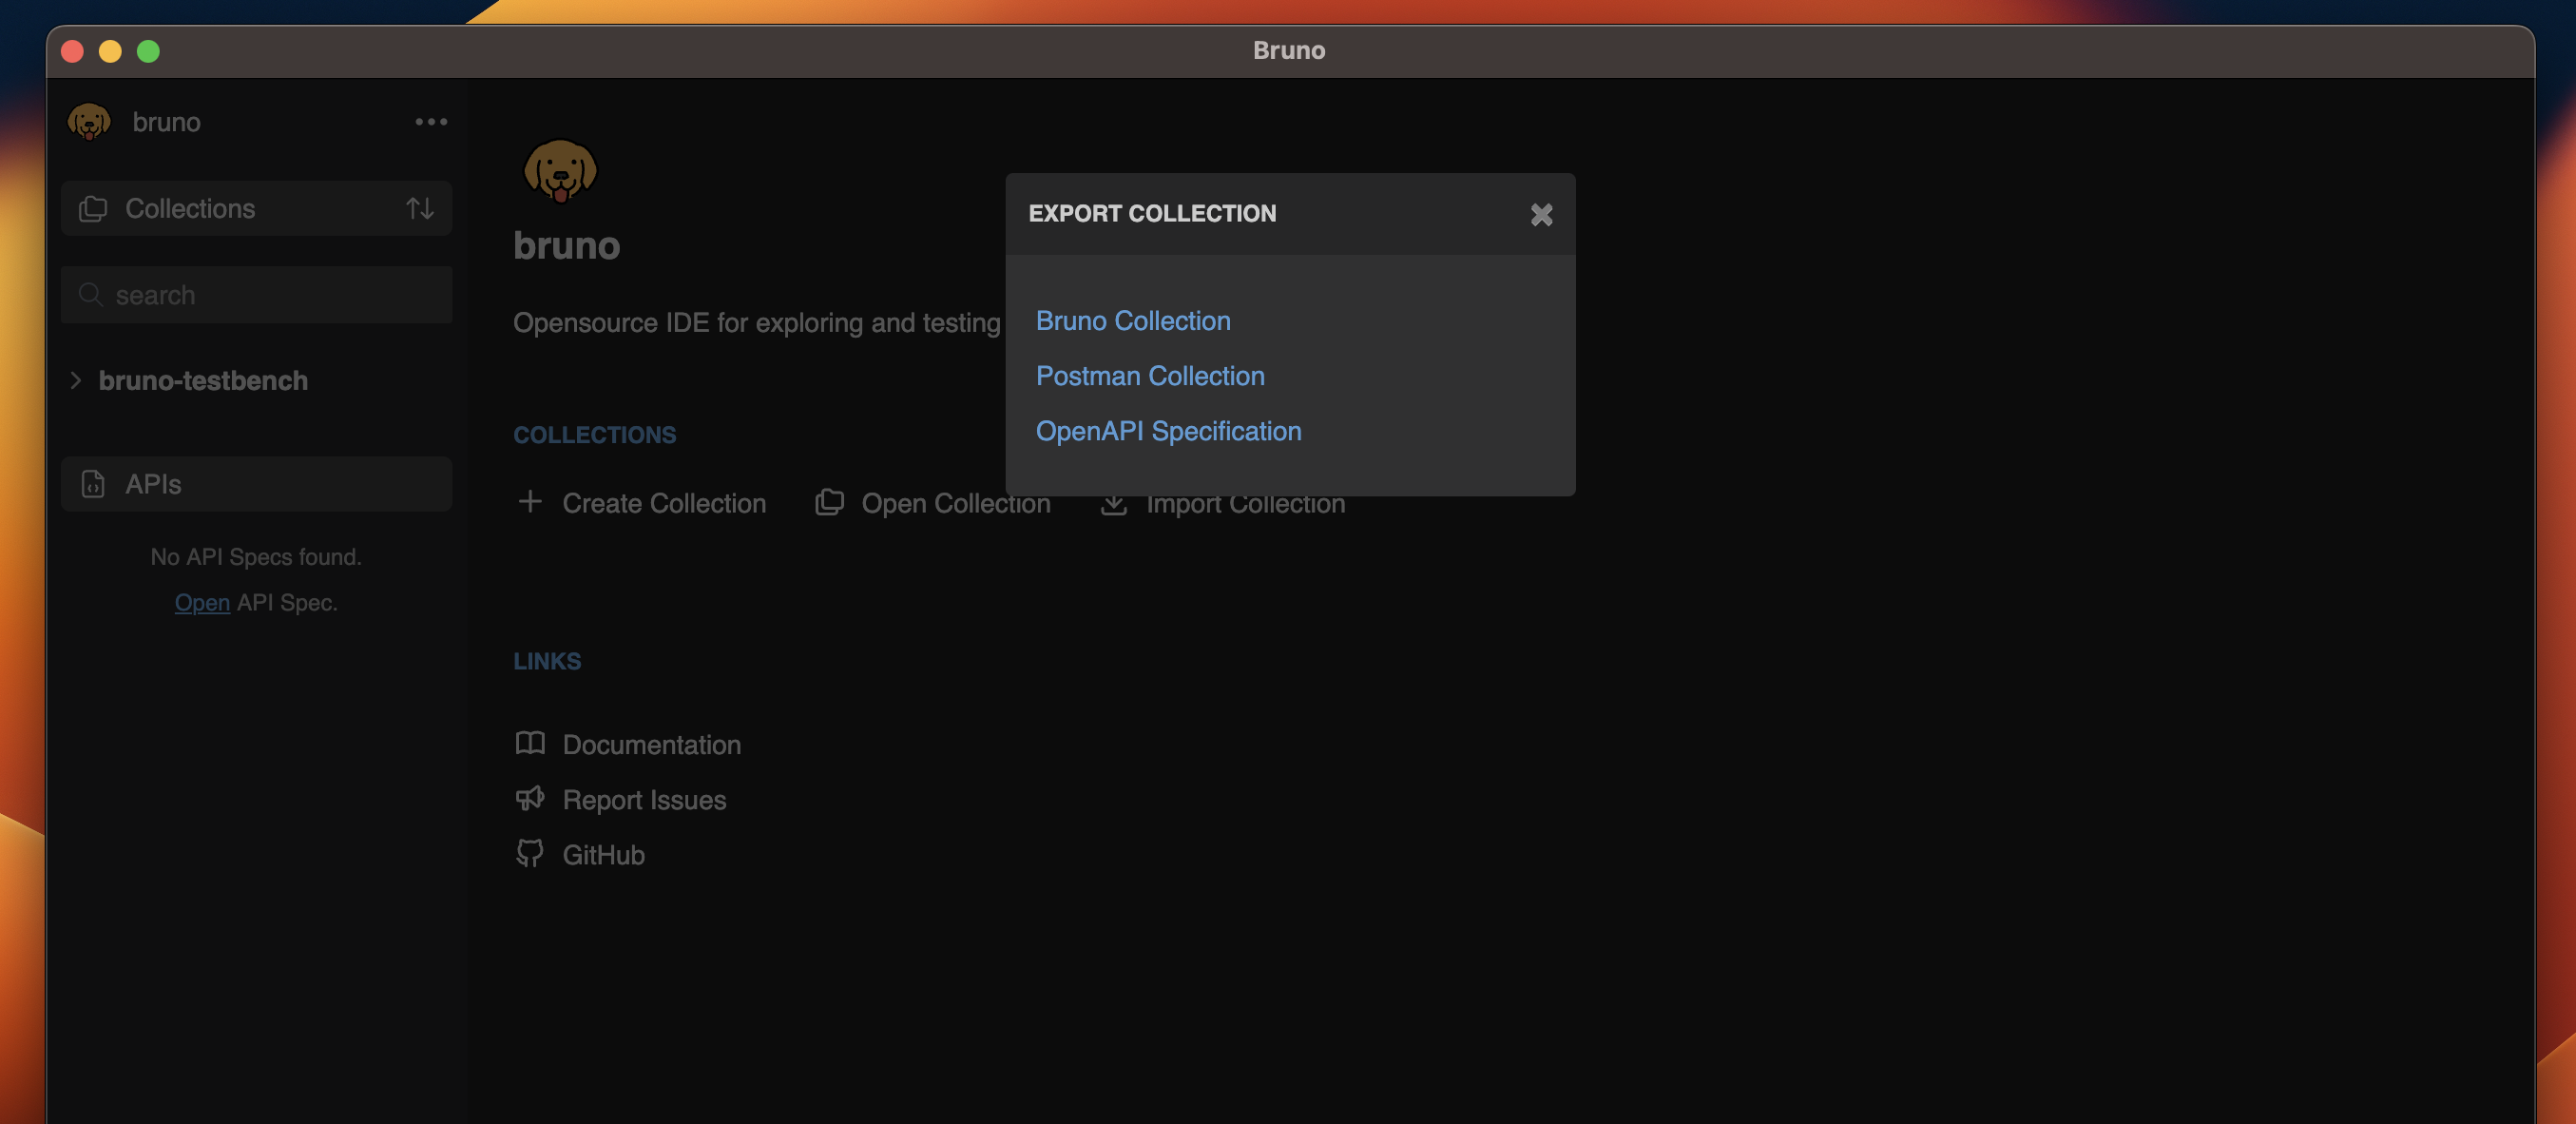 Bruno
bruno
Collections
search
bruno-testbench
APIs
No API Specs found.
Open API Spec.
bruno
Opensource IDE for exploring and testing
COLLECTIONS
Create Collection
Open Collection
Import Collection
LINKS
Documentation
Report Issues
GitHub
EXPORT COLLECTION
Bruno Collection
Postman Collection
OpenAPI Specification